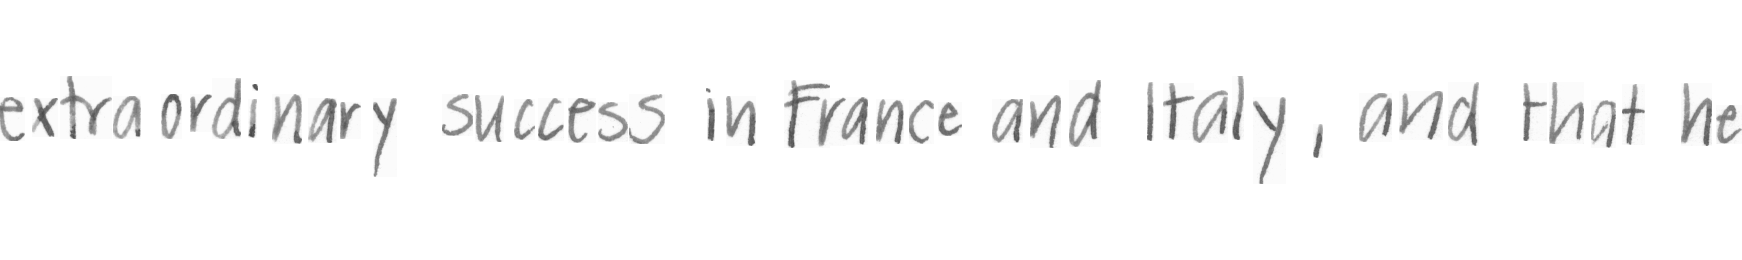 extraordinary success in France and Italy, and that he